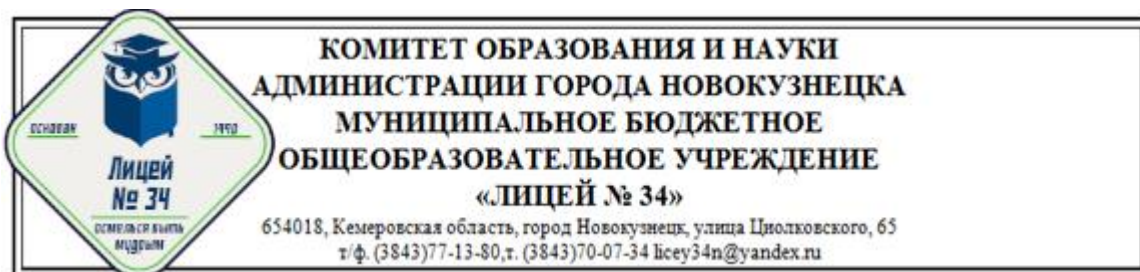 КОМИТЕТ ОБРАЗОВАНИЯ И НАУКИ
АДМИНИСТРАЦИИ ГОРОДА НОВОКУЗНЕЦКА
МУНИЦИПАЛЬНОЕ БЮДЖЕТНОЕ
ОБЩЕОБРАЗОВАТЕЛЬНОЕ УЧРЕЖДЕНИЕ
«ЛИЦЕЙ № 34»
654018, Кемеровская область, город Новокузнецк, улица Циолковского, 65
т/ф. (3843)77-13-80,т. (3843)70-07-34 licey34n@yandex.ru
основан 1990
Лицей
№ 34
осмелься быть
мудрым